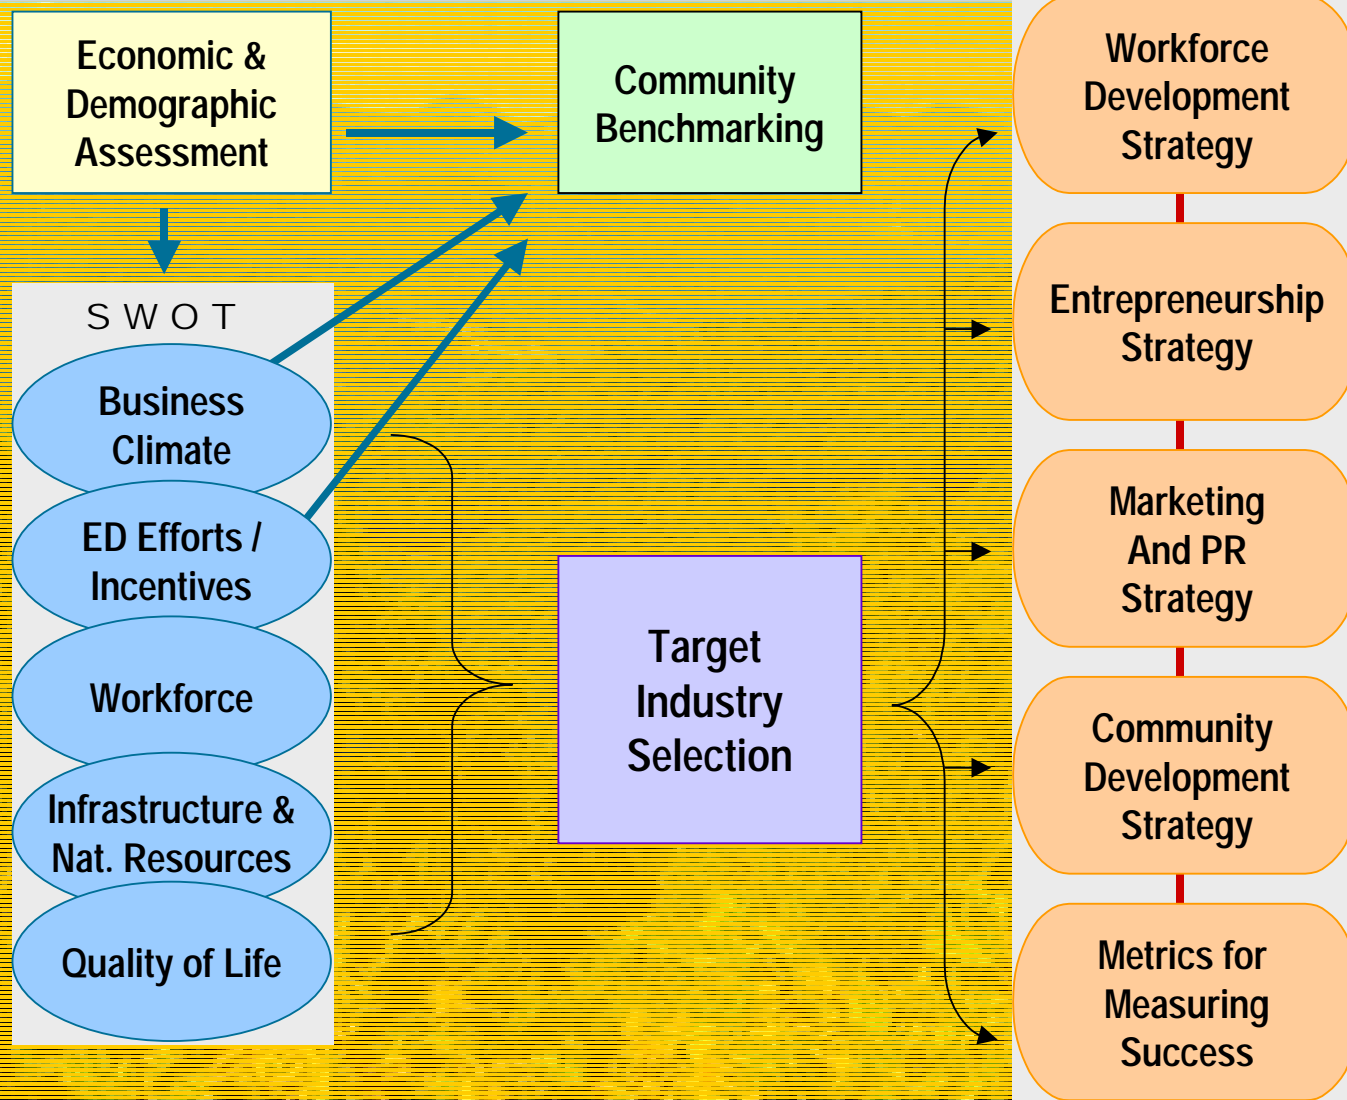 Economic &
Demographic
Assessment
Community
Benchmarking
S W O T
Business
Climate
ED Efforts /
Incentives
Workforce
Infrastructure &
Nat. Resources
Quality of Life
Target
Industry
Selection
Workforce
Development
Strategy
Entrepreneurship
Strategy
Marketing
And PR
Strategy
Community
Development
Strategy
Metrics for
Measuring
Success